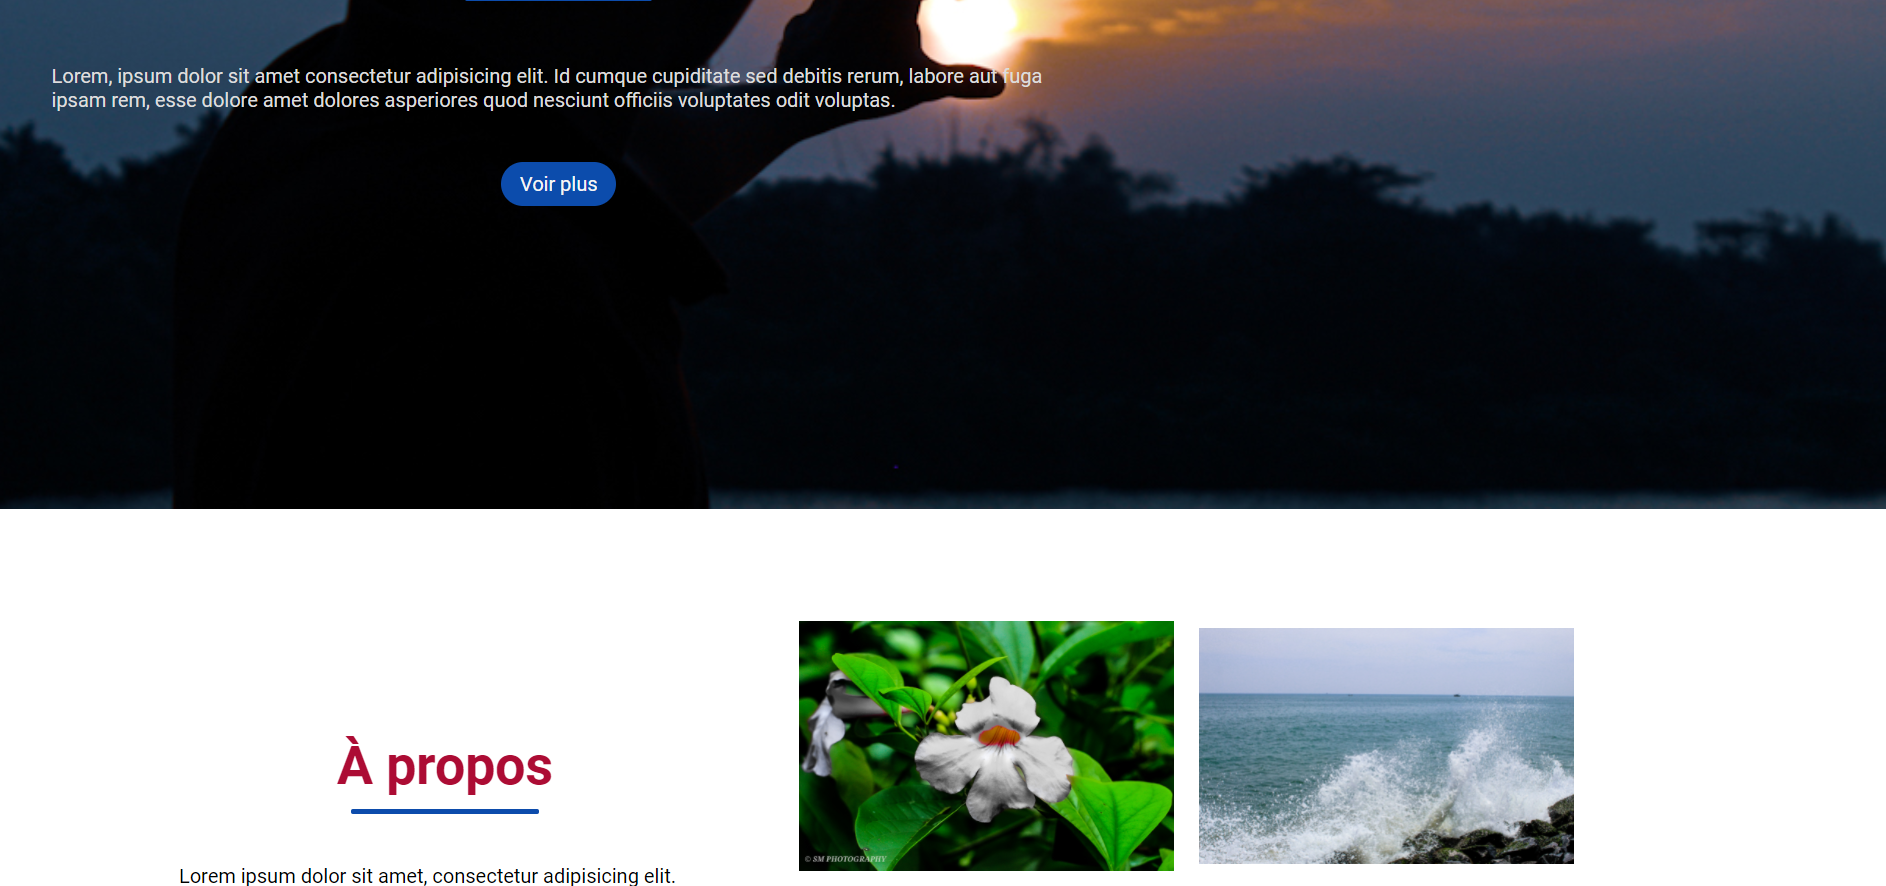 Lorem, ipsum dolor sit amet consectetur adipisicing elit. Id cumque cupiditate sed debitis rerum, labore aut fuga
ipsam rem, esse dolore amet dolores asperiores quod nesciunt officiis voluptates odit voluptas.
Voir plus
À propos
© SM PHOTOGRAPHY
Lorem ipsum dolor sit amet, consectetur adipisicing elit.